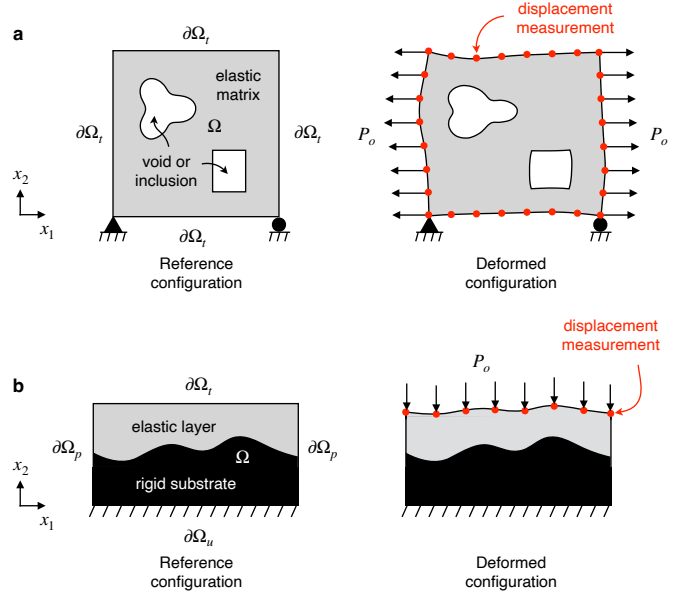 a
∂Ω_t
displacement
measurement
elastic
matrix
∂Ω_t
Ω
∂Ω_t
P_o
P_o
void or
inclusion
x_2
x_1
∂Ω_t
Reference
configuration
Deformed
configuration
displacement
measurement
b
∂Ω_t
P_o
elastic layer
∂Ω_p
Ω
∂Ω_p
x_2
rigid substrate
x_1
∂Ω_u
Reference
configuration
Deformed
configuration